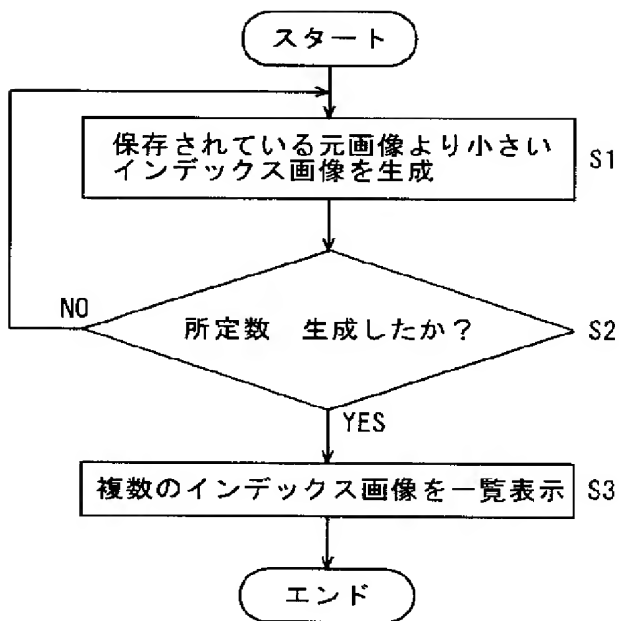 スタート
保存されている元画像より小さい
インデックス画像を生成
S1
NO
所定数 生成したか?
S2
YES
複数のインデックス画像を一覧表示
S3
エンド